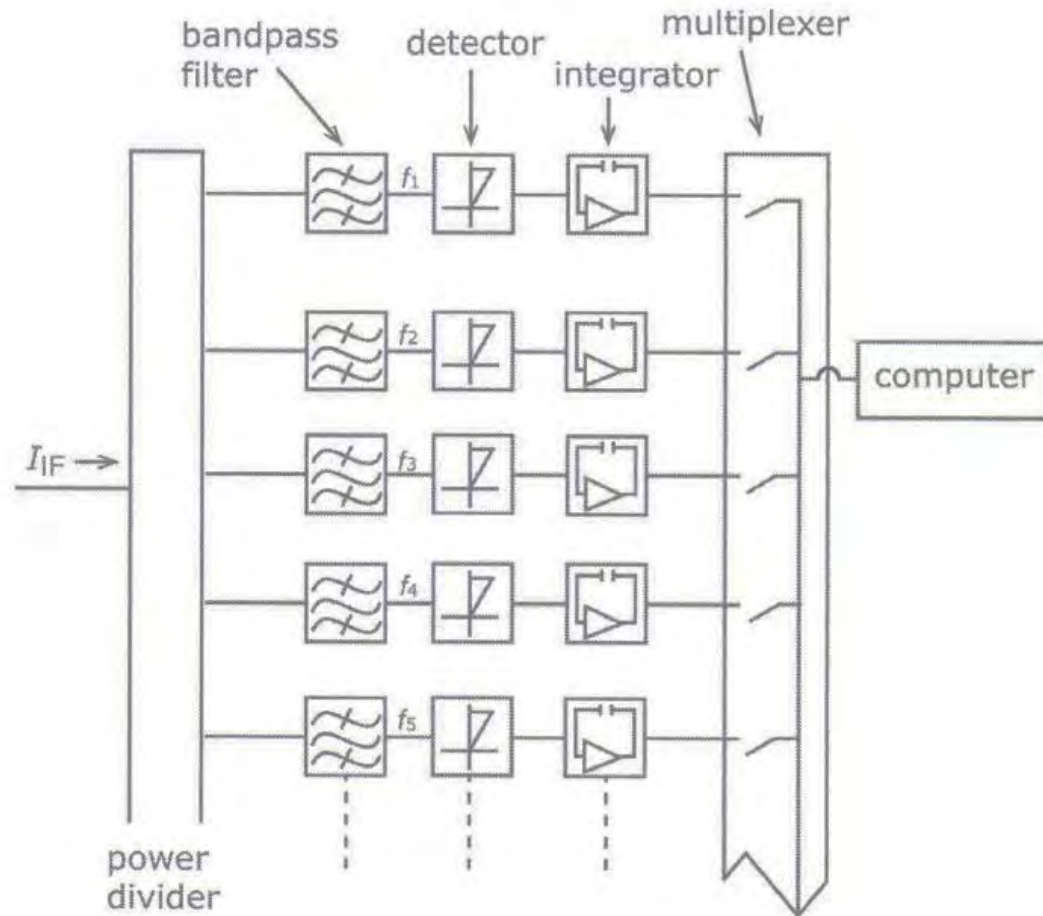 bandpass
filter
detector
integrator
multiplexer
f1
f2
f3
f4
f5
IIF
computer
power
divider